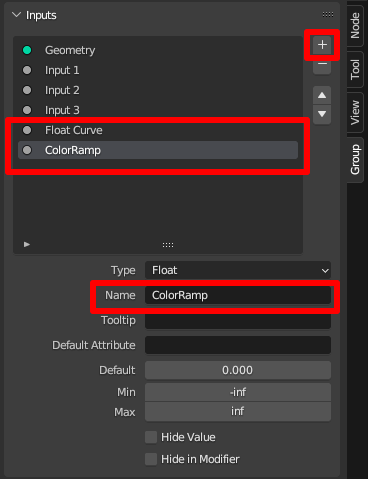 Inputs
Geometry
Input 1
Input 2
Input 3
Float Curve
ColorRamp
Type Float
Name ColorRamp
Tooltip
Default Attribute
Default 0.000
Min -inf
Max inf
Hide Value
Hide in Modifier
Node
Tool
View
Group